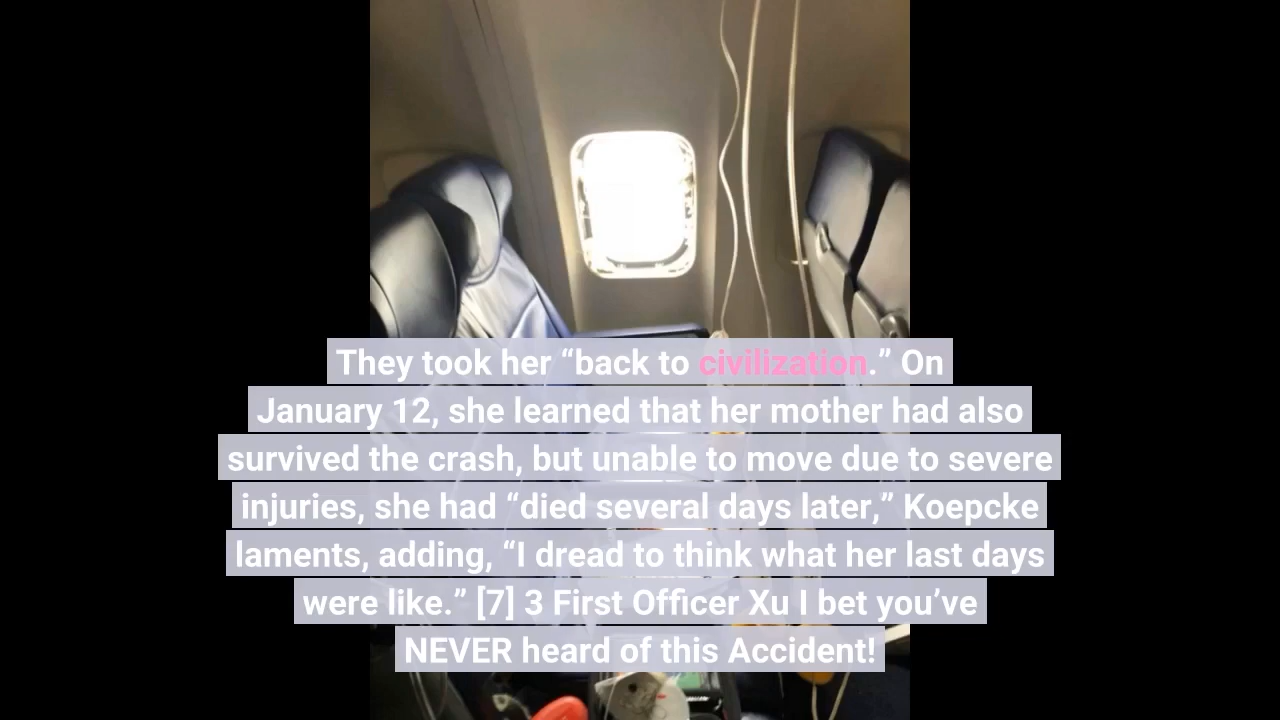 They took her “back to civilization.” On
January 12, she learned that her mother had also
survived the crash, but unable to move due to severe
injuries, she had “died several days later,” Koepcke
laments, adding, “I dread to think what her last days
were like.” [7] 3 First Officer Xu I bet you’ve
NEVER heard of this Accident!